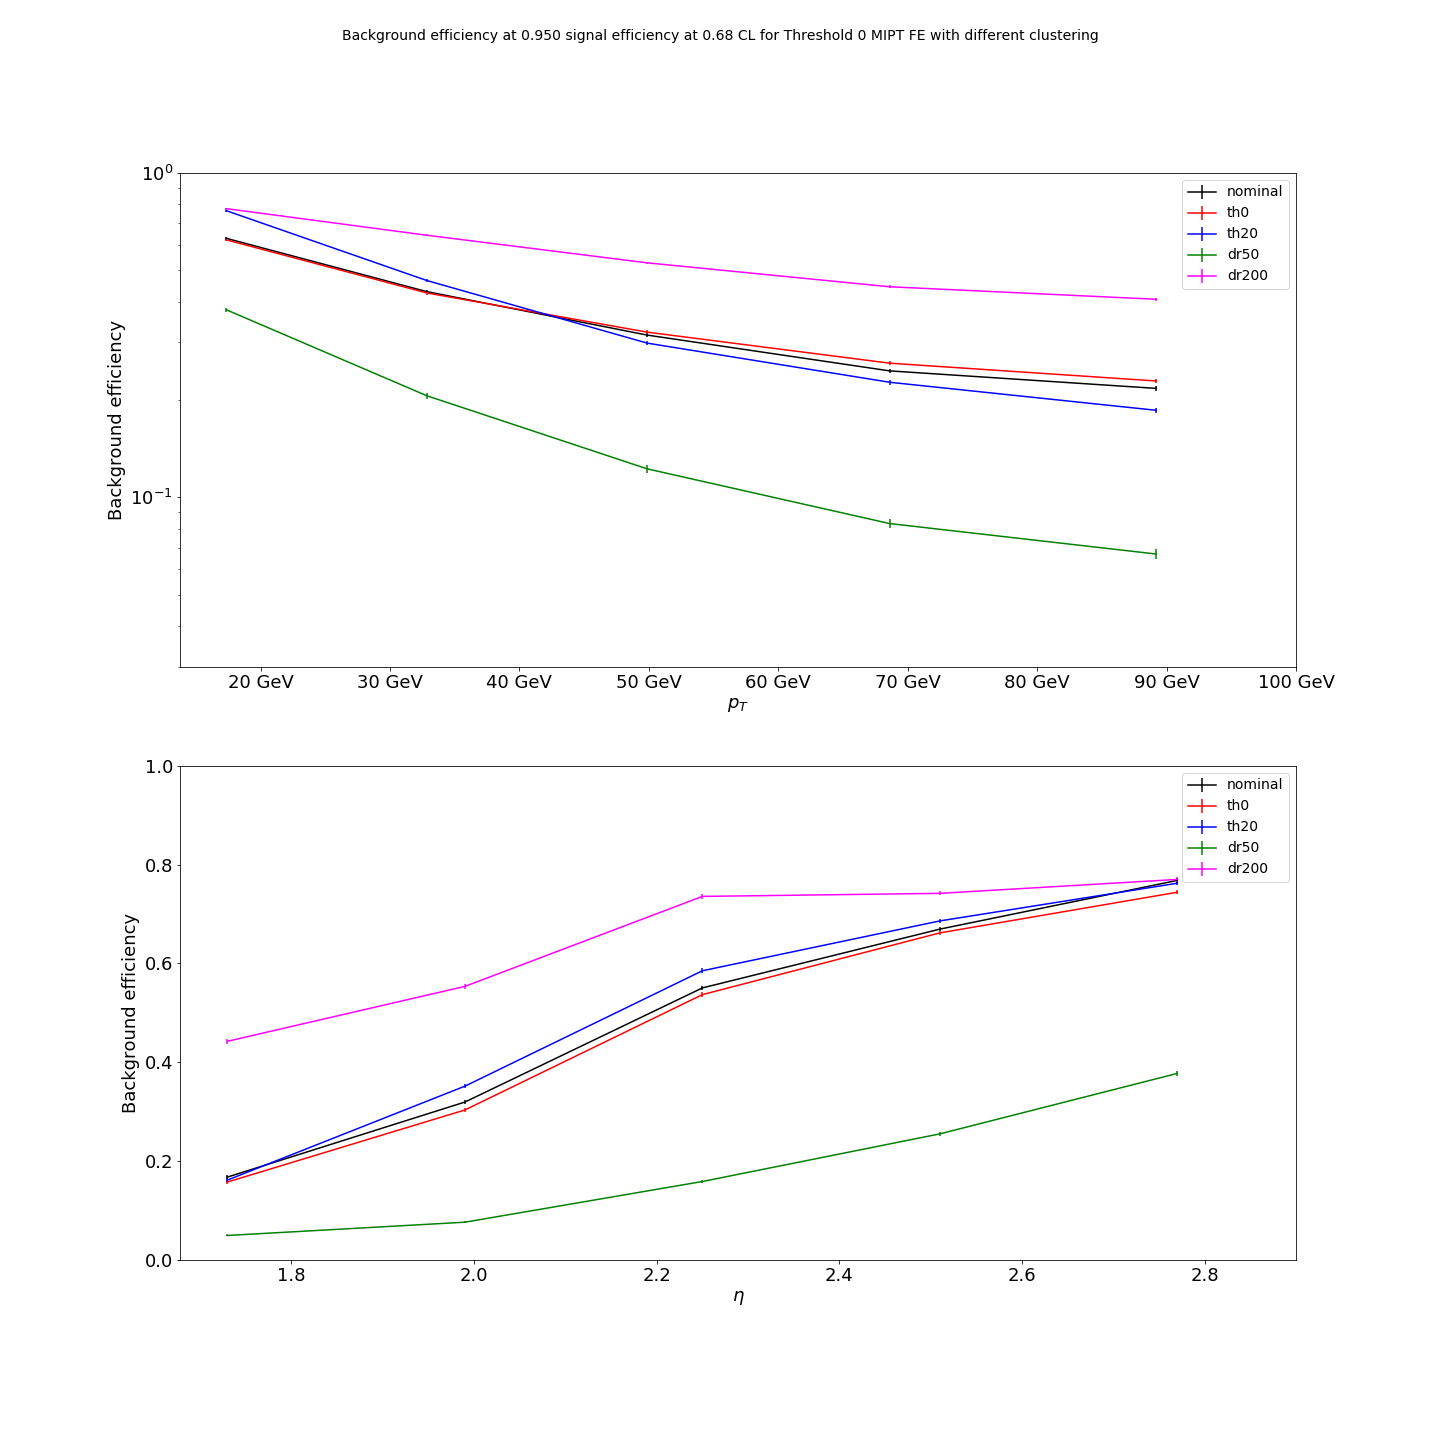 Background efficiency at 0.950 signal efficiency at 0.68 CL for Threshold 0 MIPT FE with different clustering
10⁰
10⁻¹
Background efficiency
nominal
th0
th20
dr50
dr200
20 GeV 30 GeV 40 GeV 50 GeV 60 GeV 70 GeV 80 GeV 90 GeV 100 GeV
p_T
1.0
0.8
0.6
0.4
0.2
0.0
Background efficiency
nominal
th0
th20
dr50
dr200
1.8 2.0 2.2 2.4 2.6 2.8
η